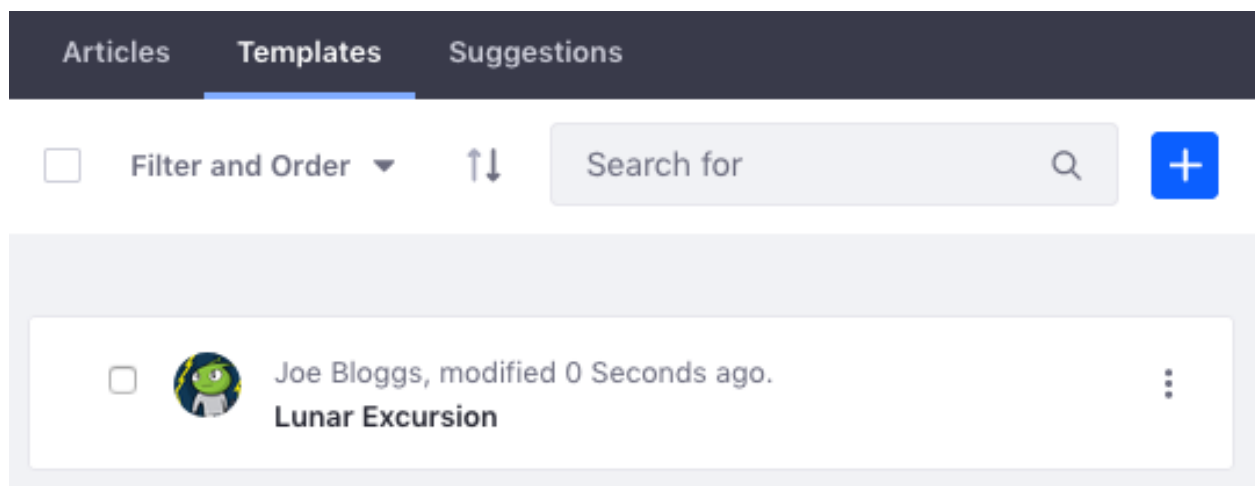 Articles Templates Suggestions
Filter and Order Search for
Joe Bloggs, modified 0 Seconds ago.
Lunar Excursion